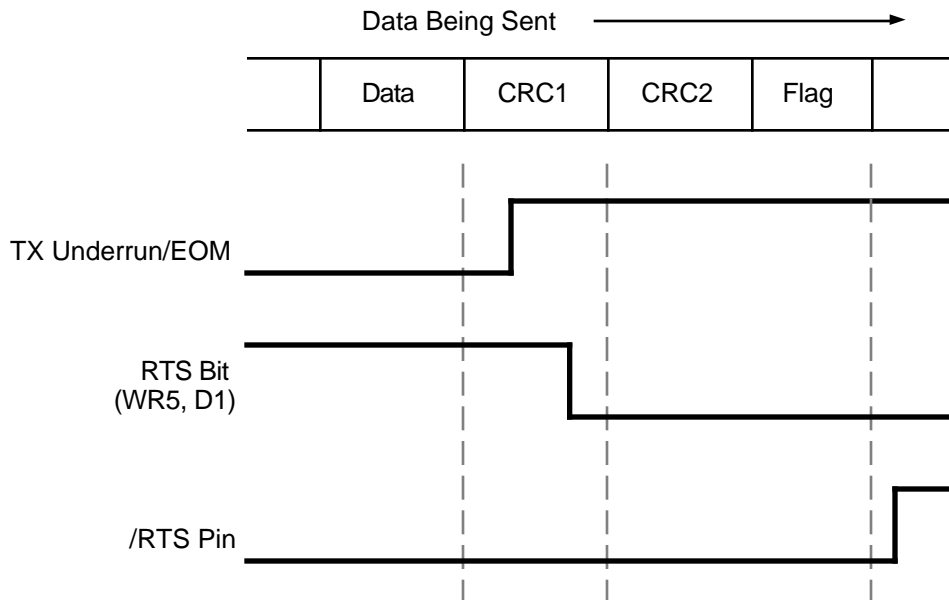 Data Being Sent
Data CRC1 CRC2 Flag
TX Underrun/EOM
RTS Bit
(WR5, D1)
/RTS Pin